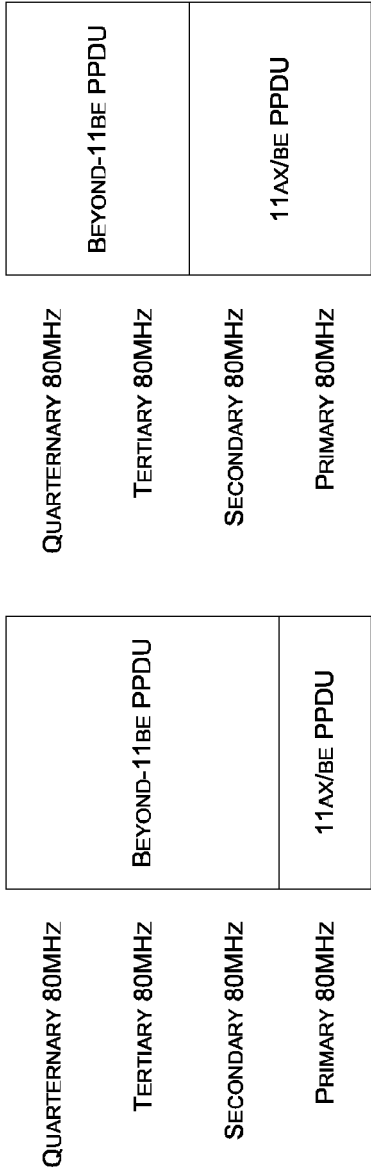 QUARTERNARY 80MHZ
TERTIARY 80MHZ
SECONDARY 80MHZ
PRIMARY 80MHZ
BEYOND-11BE PPDU
11AX/BE PPDU
QUARTERNARY 80MHZ
TERTIARY 80MHZ
SECONDARY 80MHZ
PRIMARY 80MHZ
BEYOND-11BE PPDU
11AX/BE PPDU